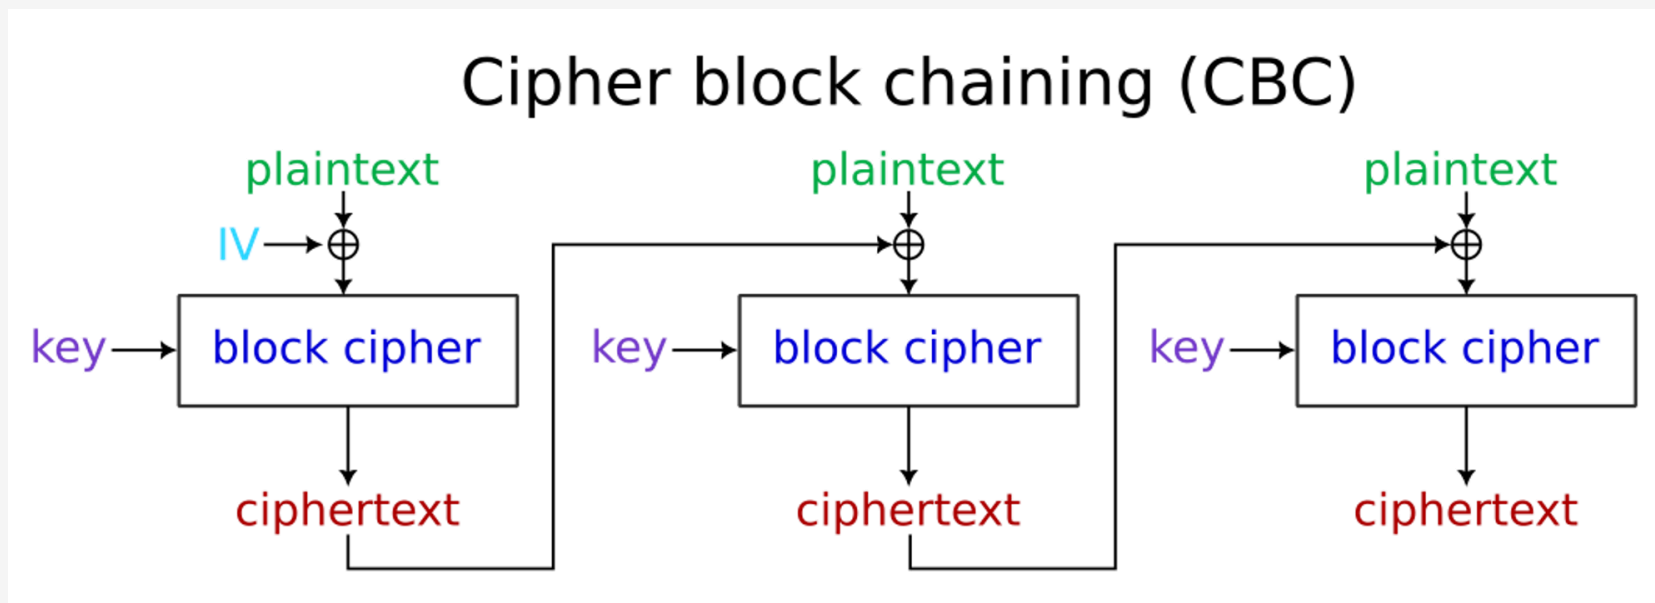 Cipher block chaining (CBC)
plaintext plaintext plaintext
IV
key block cipher key block cipher key block cipher
ciphertext ciphertext ciphertext